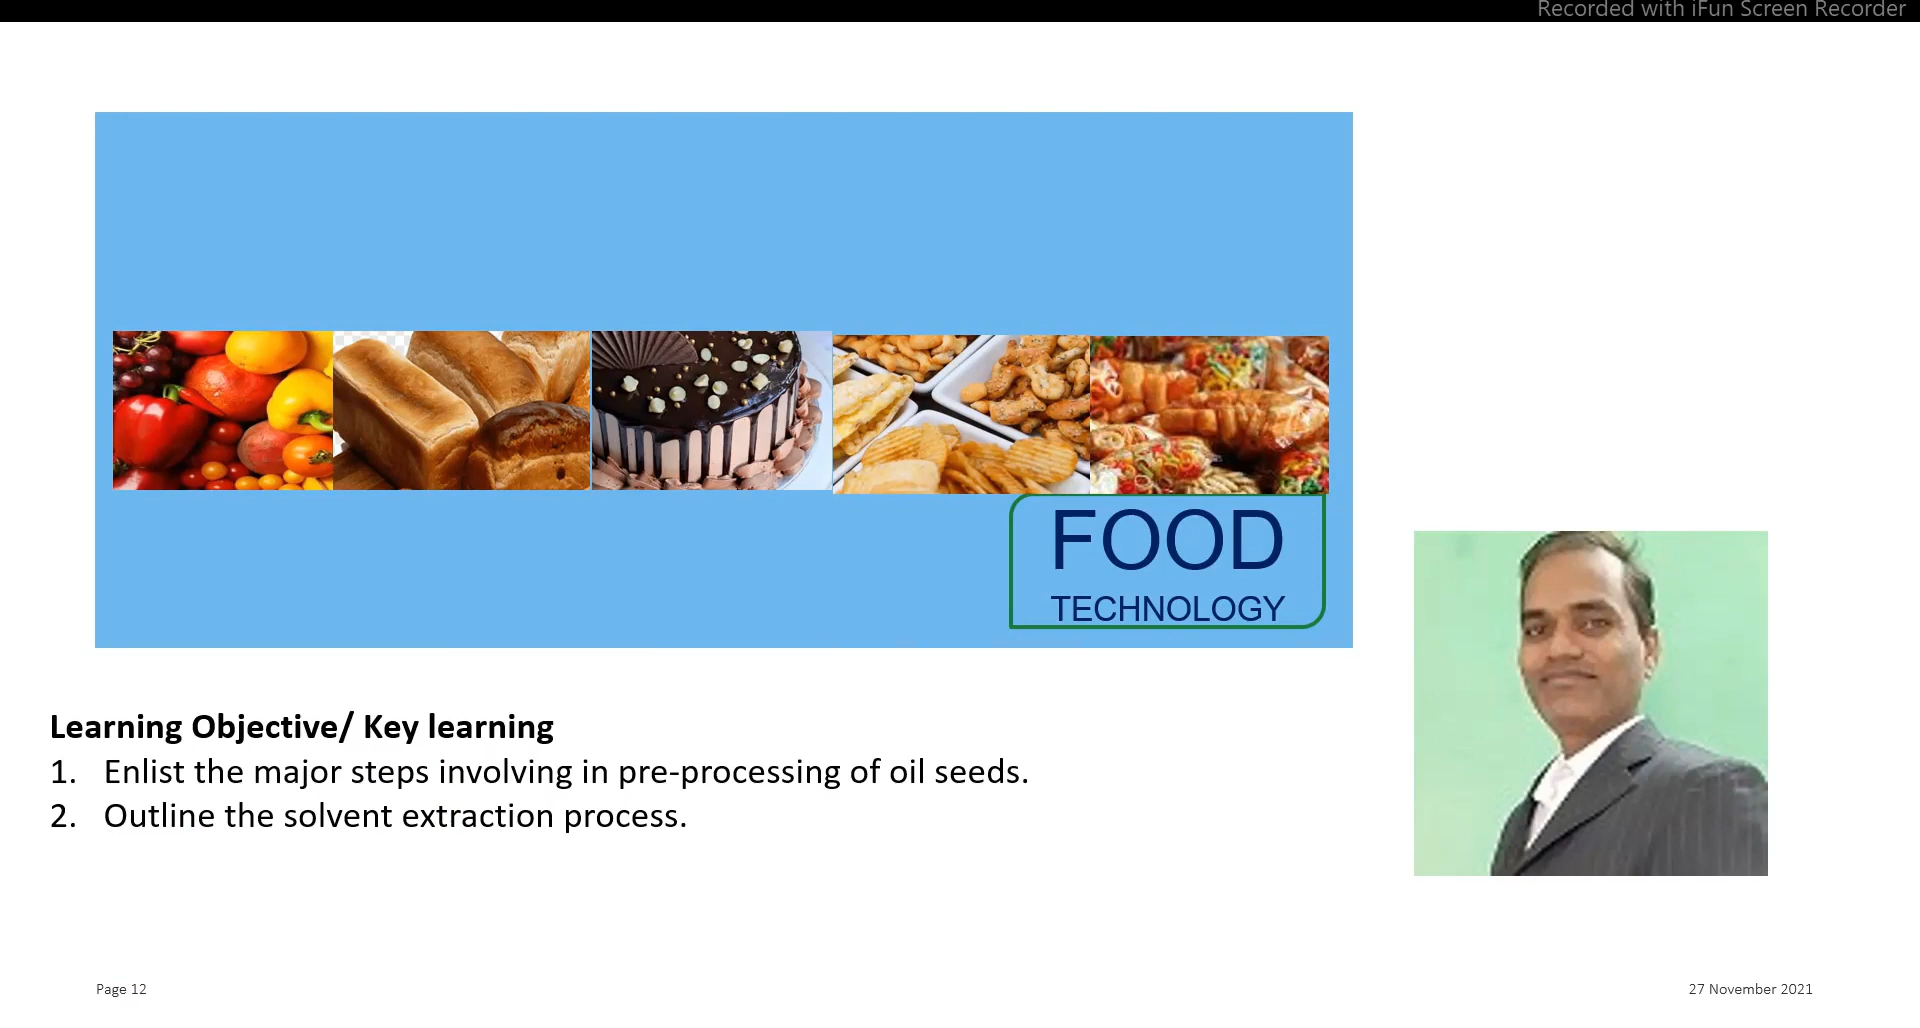 Recorded with iFun Screen Recorder
FOOD
TECHNOLOGY
Learning Objective/ Key learning
1. Enlist the major steps involving in pre-processing of oil seeds.
2. Outline the solvent extraction process.
Page 12
27 November 2021